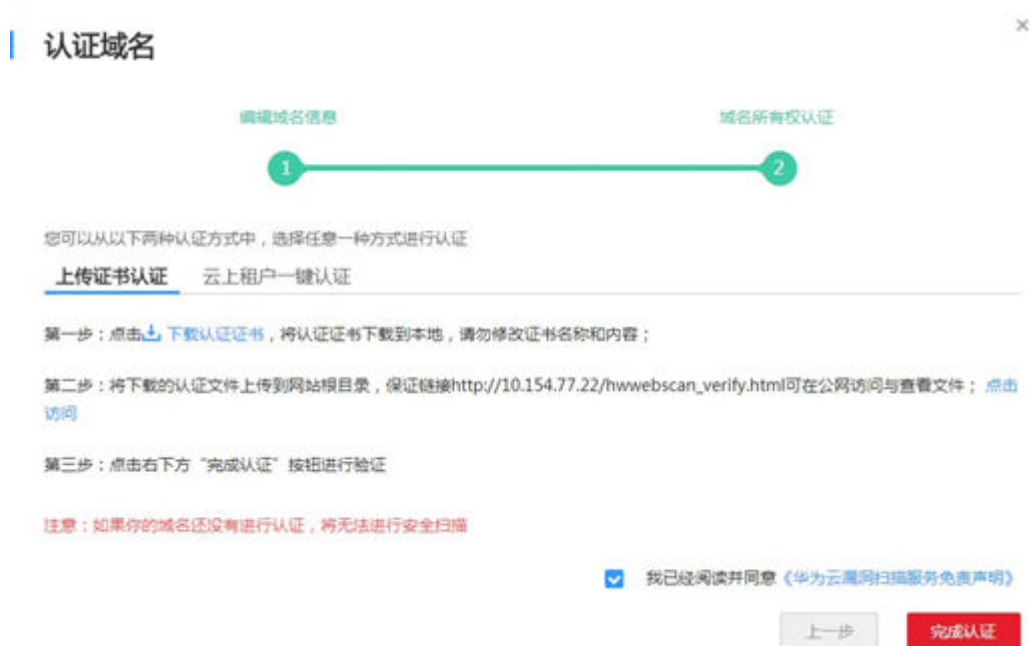 认证域名
编辑域名信息 域名所有权认证
1 2
您可以从以下两种认证方式中，选择任意一种方式进行认证
上传证书认证 云上租户一键认证
第一步：点击 下载认证证书，将认证证书下载到本地，请勿修改证书名称和内容；
第二步：将下载的认证文件上传到网站根目录，保证链接http://10.154.77.22/hwwebscan_verify.html可在公网访问与查看文件； 点击
访问
第三步：点击右下方“完成认证”按钮进行验证
注意：如果你的域名还没有进行认证，将无法进行安全扫描
我已经阅读并同意《华为云漏洞扫描服务免责声明》
上一步 完成认证